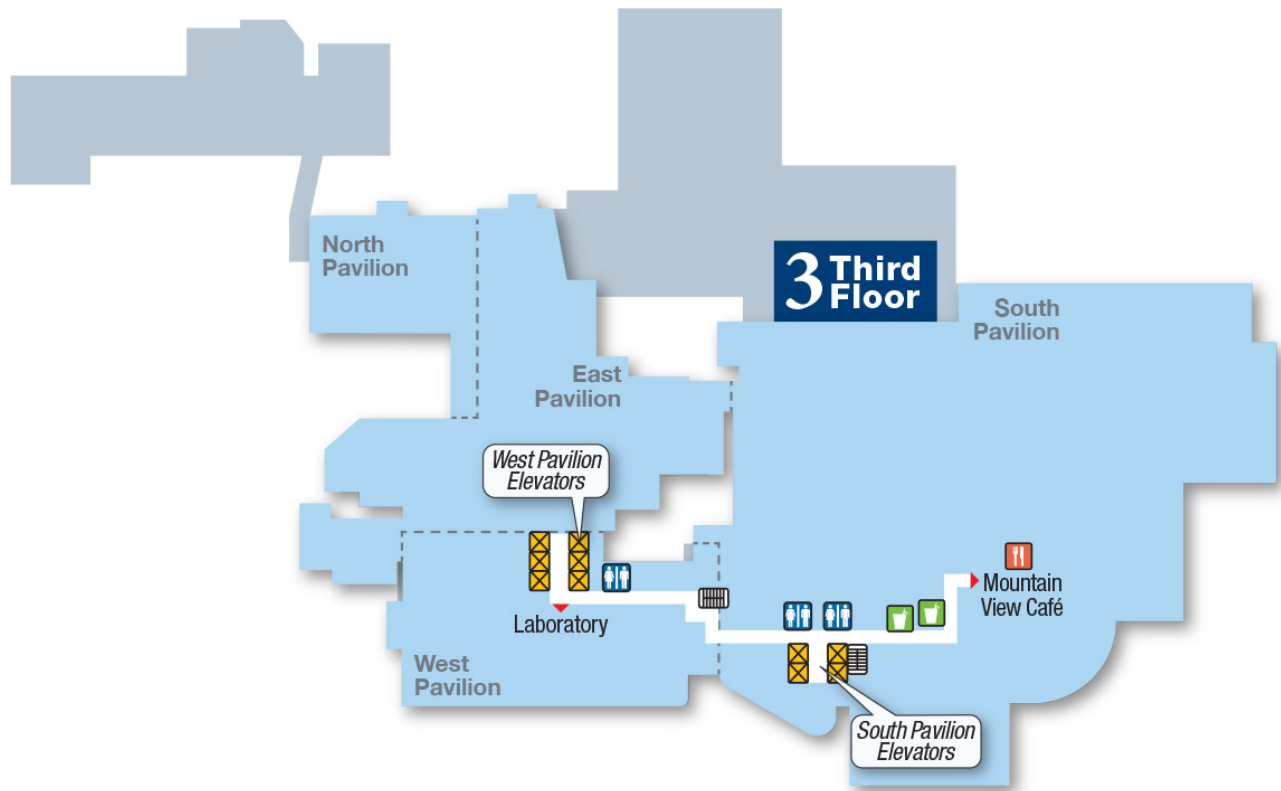 North
Pavilion
3 Third
Floor
South
Pavilion
East
Pavilion
West Pavilion
Elevators
Mountain
View Café
Laboratory
West
Pavilion
South Pavilion
Elevators